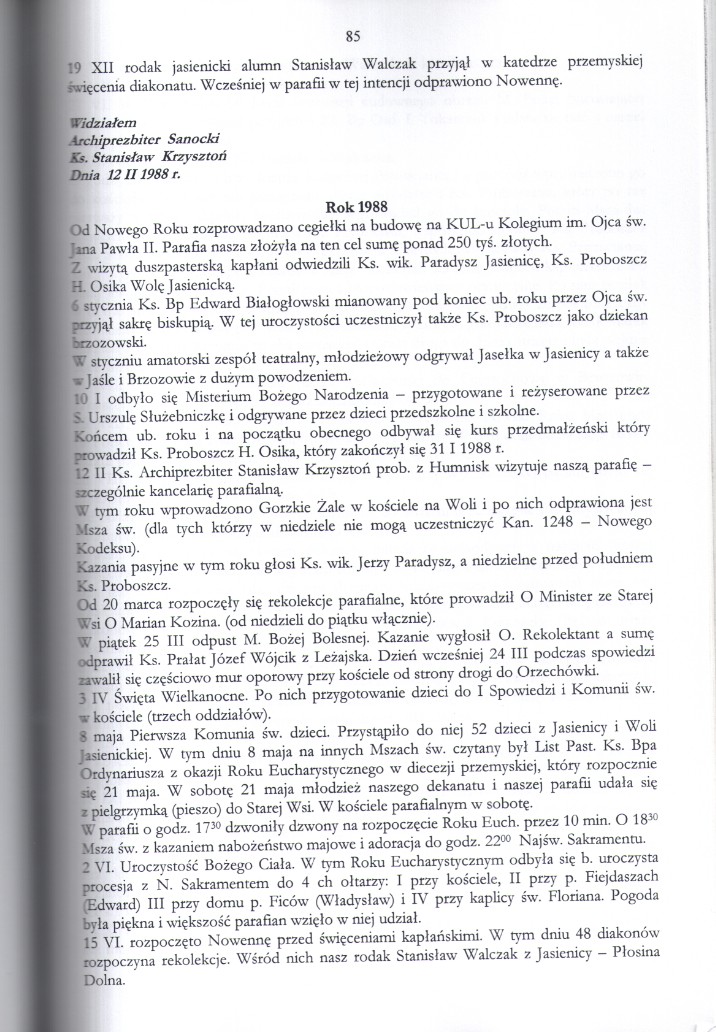 85
19 XII rodak jasienicki alumn Stanisław Walczak przyjął w katedrze przemyskiej
święcenia diakonatu. Wcześniej w parafii w tej intencji odprawiono Nowennę.
Widziałem
Archiprezbiter Sanocki
Ks. Stanisław Krzysztoń
Dnia 12 II 1988 r.
Rok 1988
Od Nowego Roku rozprowadzano cegiełki na budowę na KUL-u Kolegium im. Ojca św.
Jana Pawła II. Parafia nasza złożyła na ten cel sumę ponad 250 tyś. złotych.
Z wizytą duszpasterską kapłani odwiedzili Ks. wik. Paradysz Jasienicę, Ks. Proboszcz
H. Osika Wolę Jasienicką.
6 stycznia Ks. Bp Edward Białogłowski mianowany pod koniec ub. roku przez Ojca św.
przyjął sakrę biskupią. W tej uroczystości uczestniczył także Ks. Proboszcz jako dziekan
brzozowski.
W styczniu amatorski zespół teatralny, młodzieżowy odgrywał Jasełka w Jasienicy a także
w Jaśle i Brzozowie z dużym powodzeniem.
10 I odbyło się Misterium Bożego Narodzenia – przygotowane i reżyserowane przez
S. Urszulę Służebniczkę i odgrywane przez dzieci przedszkolne i szkolne.
Końcem ub. roku i na początku obecnego odbywał się kurs przedmałżeński który
prowadził Ks. Proboszcz H. Osika, który zakończył się 31 I 1988 r.
12 II Ks. Archiprezbiter Stanisław Krzysztoń prob. z Humnisk wizytuje naszą parafię –
szczególnie kancelarię parafialną.
W tym roku wprowadzono Gorzkie Żale w kościele na Woli i po nich odprawiona jest
Msza św. (dla tych którzy w niedziele nie mogą uczestniczyć Kan. 1248 – Nowego
Kodeksu).
Kazania pasyjne w tym roku głosi Ks. wik. Jerzy Paradysz, a niedzielne przed południem
Ks. Proboszcz.
Od 20 marca rozpoczęły się rekolekcje parafialne, które prowadził O Minister ze Starej
Wsi O Marian Kozina. (od niedzieli do piątku włącznie).
W piątek 25 III odpust M. Bożej Bolesnej. Kazanie wygłosił O. Rekolektant a sumę
odprawił Ks. Prałat Józef Wójcik z Leżajska. Dzień wcześniej 24 III podczas spowiedzi
zawalił się częściowo mur oporowy przy kościele od strony drogi do Orzechówki.
3 IV Święta Wielkanocne. Po nich przygotowanie dzieci do I Spowiedzi i Komunii św.
w kościele (trzech oddziałów).
8 maja Pierwsza Komunia św. dzieci. Przystąpiło do niej 52 dzieci z Jasienicy i Woli
Jasienickiej. W tym dniu 8 maja na innych Mszach św. czytany był List Past. Ks. Bpa
Ordynariusza z okazji Roku Eucharystycznego w diecezji przemyskiej, który rozpocznie
się 21 maja. W sobotę 21 maja młodzież naszego dekanatu i naszej parafii udała się
z pielgrzymką (pieszo) do Starej Wsi. W kościele parafialnym w sobotę.
W parafii o godz. 17³⁰ dzwoniły dzwony na rozpoczęcie Roku Euch. przez 10 min. O 18³⁰
Msza św. z kazaniem nabożeństwo majowe i adoracja do godz. 22⁰⁰ Najśw. Sakramentu.
2 VI. Uroczystość Bożego Ciała. W tym Roku Eucharystycznym odbyła się b. uroczysta
procesja z N. Sakramentem do 4 ch ołtarzy: I przy kościele, II przy p. Fiejdaszach
(Edward) III przy domu p. Ficów (Władysław) i IV przy kaplicy św. Floriana. Pogoda
była piękna i większość parafian wzięło w niej udział.
15 VI. rozpoczęto Nowennę przed święceniami kapłańskimi. W tym dniu 48 diakonów
rozpoczyna rekolekcje. Wśród nich nasz rodak Stanisław Walczak z Jasienicy – Płosina
Dolna.